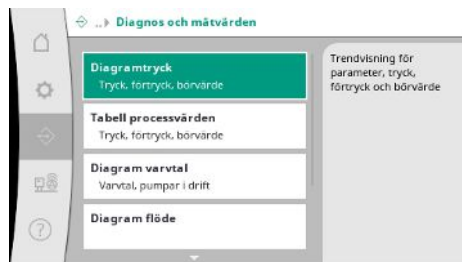 ..▸ Diagnos och mätvärden
Diagramtryck
Tryck, förtryck, börvärde
Tabell processvärden
Tryck, förtryck, börvärde
Diagram varvtal
Varvtal, pumpar i drift
Diagram flöde
Trendvisning för
parameter, tryck,
förtryck och börvärde
?